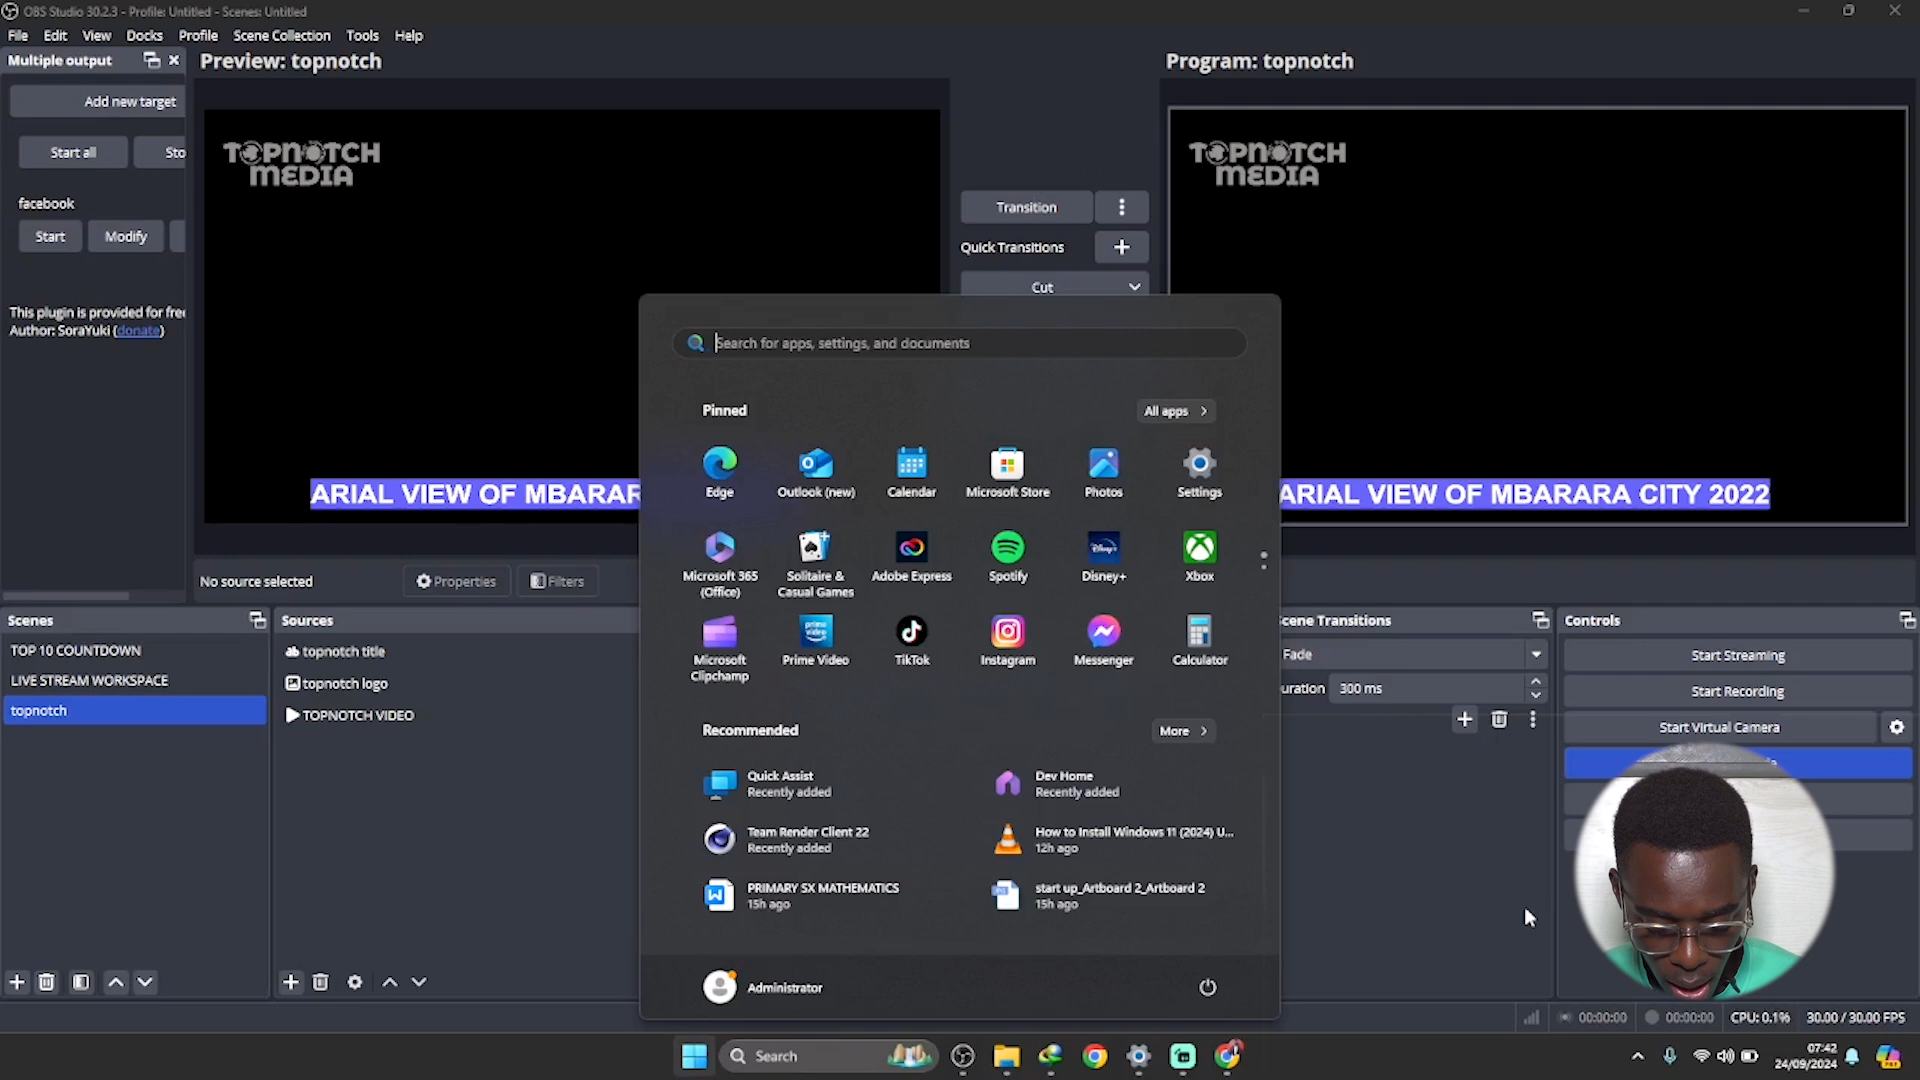 OBS Studio 30.2.3 - Profile: Untitled - Scenes: Untitled
File Edit View Docks Profile Scene Collection Tools Help
Multiple output
Add new target
Start all
Sto
facebook
Start
Modify
This plugin is provided for free
Author: SoraYuki (donate)
Preview: topnotch
TOPNOTCH
MEDIA
ARIAL VIEW OF MBARAR
Transition
Quick Transitions
Cut
Program: topnotch
TOPNOTCH
MEDIA
ARIAL VIEW OF MBARARA CITY 2022
No source selected
Properties
Filters
Scenes
TOP 10 COUNTDOWN
LIVE STREAM WORKSPACE
topnotch
Sources
topnotch title
topnotch logo
TOPNOTCH VIDEO
Search for apps, settings, and documents
Pinned
All apps
Edge
Outlook (new)
Calendar
Microsoft Store
Photos
Settings
Microsoft 365
(Office)
Solitaire &
Casual Games
Adobe Express
Spotify
Disney+
Xbox
Microsoft
Clipchamp
prime
video
Prime Video
TikTok
Instagram
Messenger
Calculator
Recommended
More
Quick Assist
Recently added
Dev Home
Recently added
Team Render Client 22
Recently added
How to Install Windows 11 (2024) U...
12h ago
PRIMARY SX MATHEMATICS
15h ago
start up_Artboard 2_Artboard 2
15h ago
Administrator
cene Transitions
Fade
uration
300 ms
Controls
Start Streaming
Start Recording
Start Virtual Camera
00:00:00
00:00:00
CPU: 0.1%
30.00 / 30.00 FPS
Search
07:42
24/09/2024